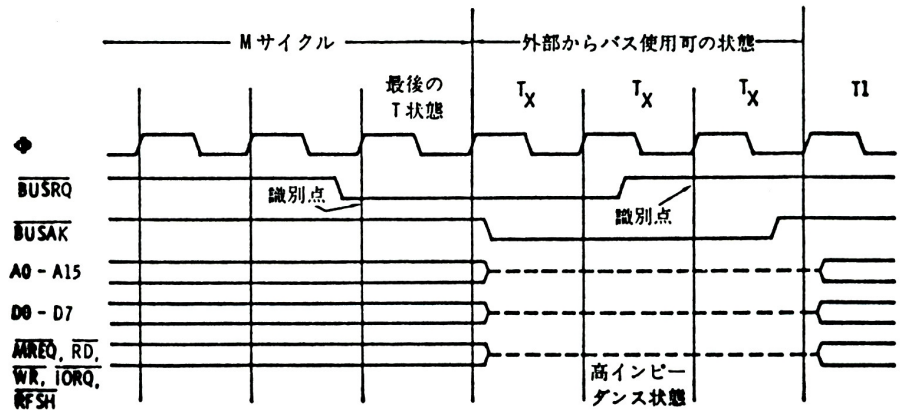 Mサイクル
外部からバス使用可の状態
最後の
T状態
TX
TX
TX
T1
Φ
BUSRQ
識別点
識別点
BUSAK
A0 - A15
D0 - D7
MREQ, RD,
WR, IORQ,
RFSH
高インピー
ダンス状態